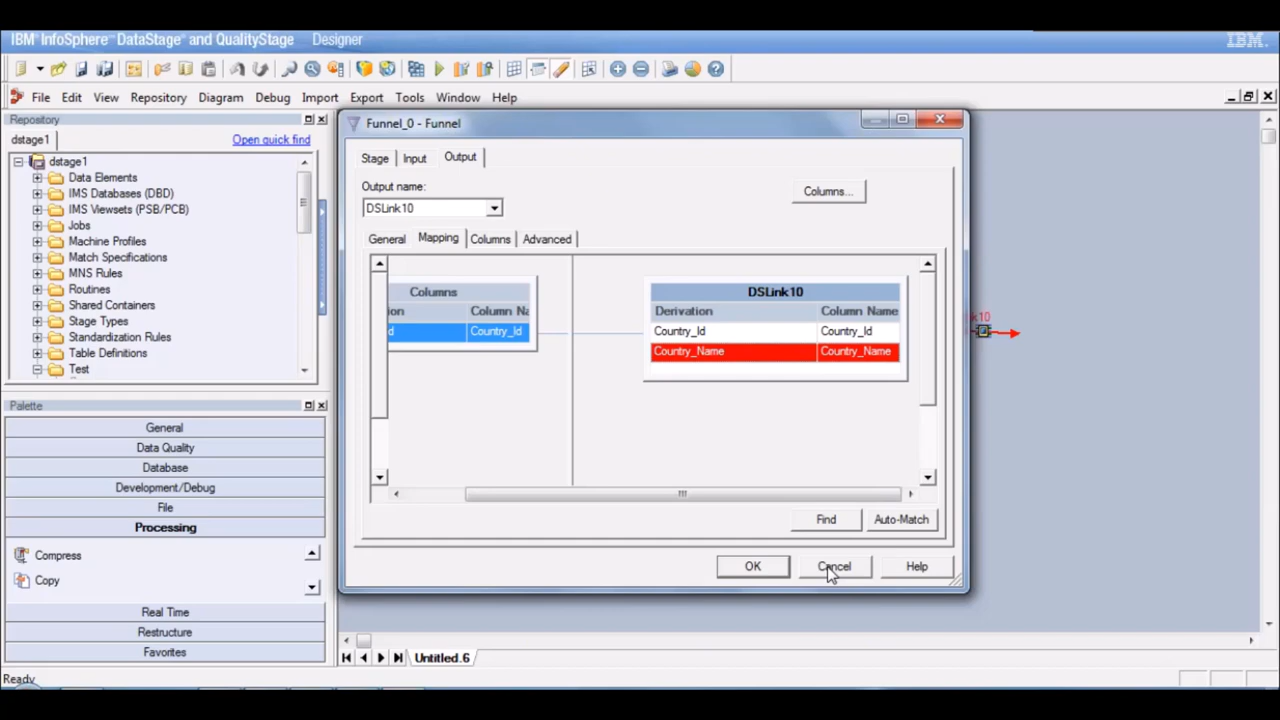 IBM® InfoSphere® DataStage® and QualityStage® Designer
IBM.
File Edit View Repository Diagram Debug Import Export Tools Window Help
Repository
dstage1
Open quick find
dstage1
Data Elements
IMS Databases (DBD)
IMS Viewsets (PSB/PCB)
Jobs
Machine Profiles
Match Specifications
MNS Rules
Routines
Shared Containers
Stage Types
Standardization Rules
Table Definitions
Test
Palette
General
Data Quality
Database
Development/Debug
File
Processing
Compress
Copy
Real Time
Restructure
Favorites
Funnel_0 - Funnel
Stage Input Output
Output name:
DSLink10
Columns...
General Mapping Columns Advanced
Columns
ion Column Na
d Country_Id
DSLink10
Derivation Column Name
Country_Id Country_Id
Country_Name Country_Name
Find Auto-Match
OK Cancel Help
k10
Untitled.6
Ready